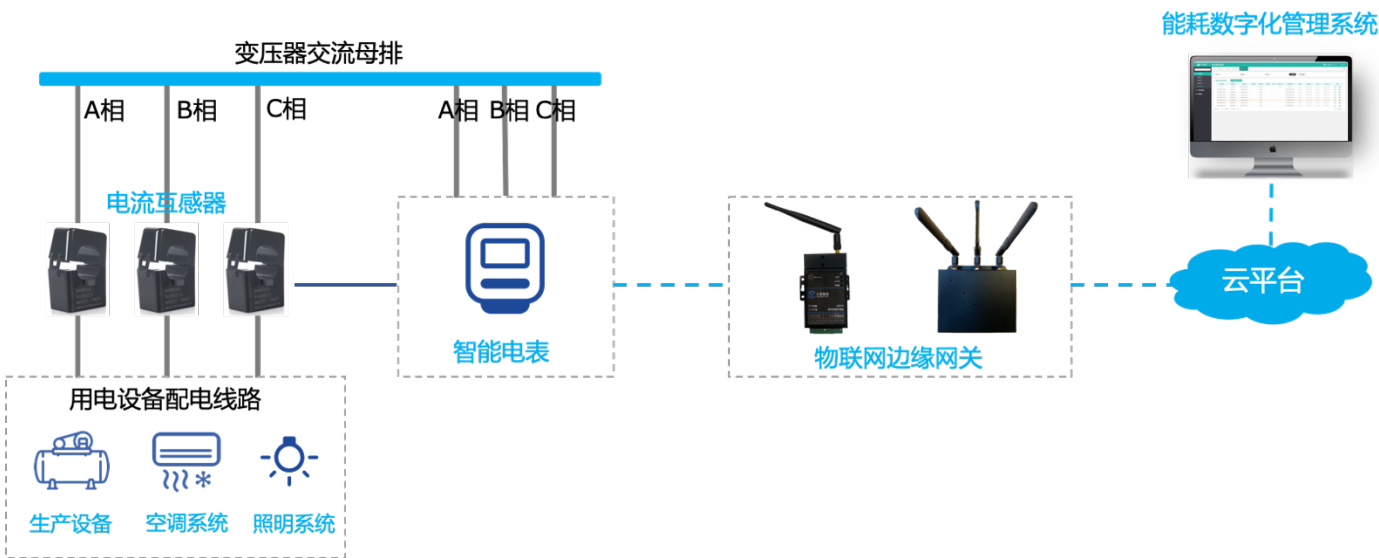 能耗数字化管理系统
变压器交流母排
A相
B相
C相
A相
B相
C相
电流互感器
云平台
智能电表
物联网边缘网关
用电设备配电线路
生产设备
空调系统
照明系统